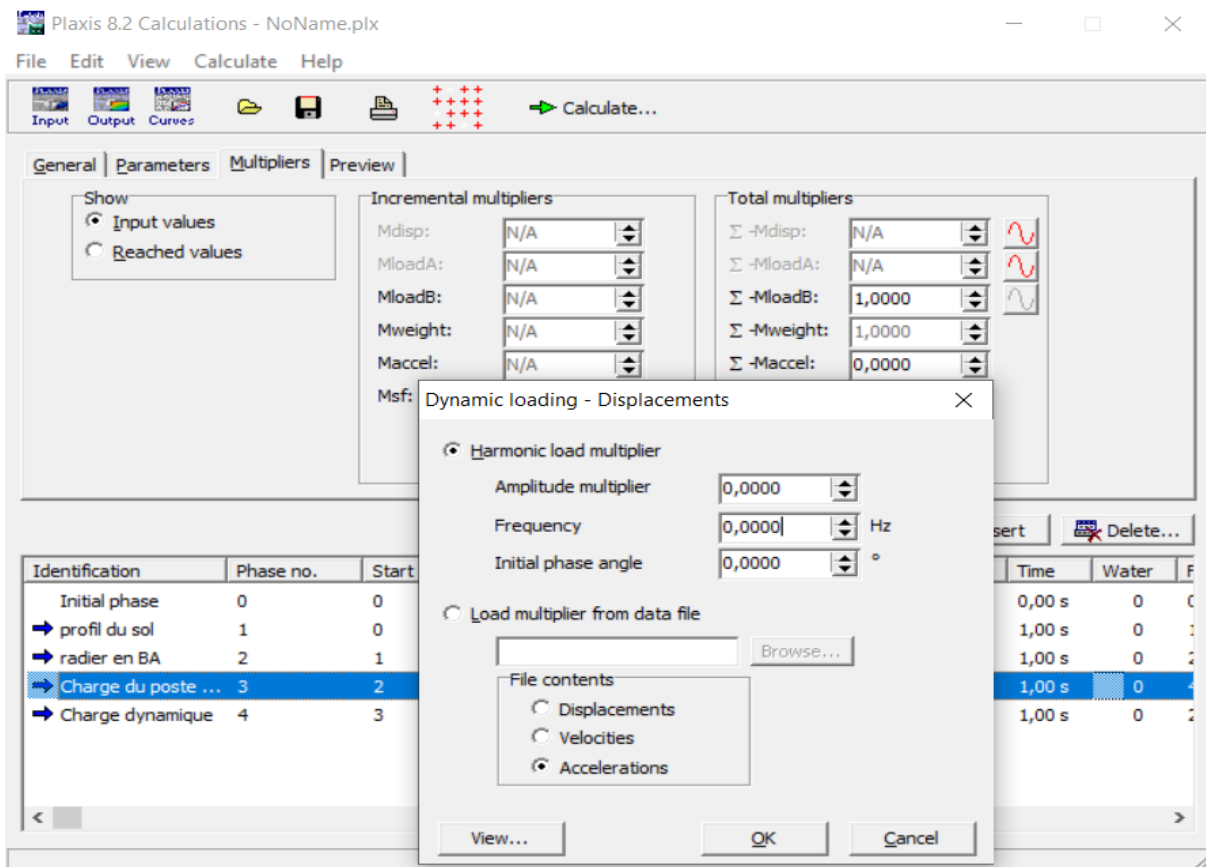 Plaxis 8.2 Calculations - NoName.plx
File Edit View Calculate Help
Input Output Curves Calculate...
General Parameters Multipliers Preview
Show Incremental multipliers Total multipliers
Input values Mdisp: N/A Σ -Mdisp: N/A
Reached values MloadA: N/A Σ -MloadA: N/A
MloadB: N/A Σ -MloadB: 1,0000
Mweight: N/A Σ -Mweight: 1,0000
Maccel: N/A Σ -Maccel: 0,0000
Msf:
Dynamic loading - Displacements
Harmonic load multiplier
Amplitude multiplier 0,0000
Frequency 0,0000 Hz
Initial phase angle 0,0000 °
Load multiplier from data file
Browse...
File contents
Displacements
Velocities
Accelerations
View... OK Cancel
sert Delete...
Identification Phase no. Start Time Water F
Initial phase 0 0 0,00 s 0
profil du sol 1 0 1,00 s 0
radier en BA 2 1 1,00 s 0
Charge du poste ... 3 2 1,00 s 0
Charge dynamique 4 3 1,00 s 0